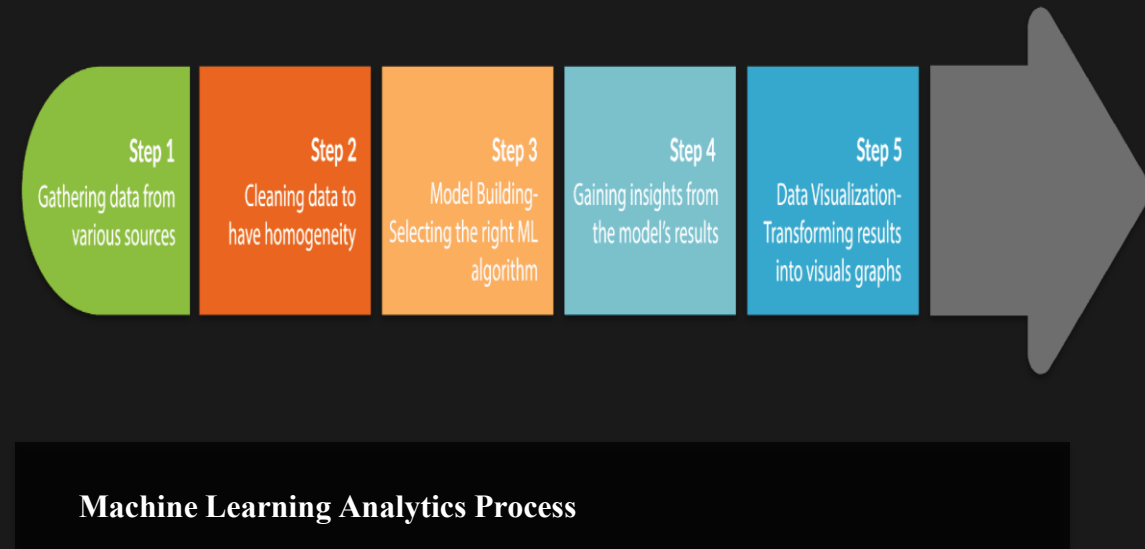 Step 1
Gathering data from
various sources
Step 2
Cleaning data to
have homogeneity
Step 3
Model Building-
Selecting the right ML
algorithm
Step 4
Gaining insights from
the model's results
Step 5
Data Visualization-
Transforming results
into visuals graphs
Machine Learning Analytics Process